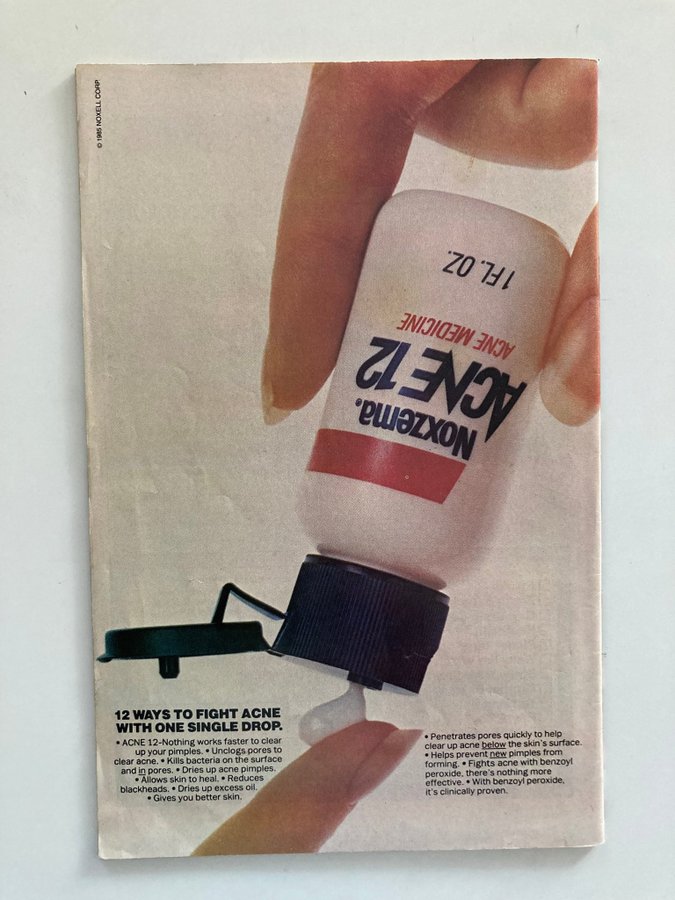 © 1985 NOXELL CORP.
1 FL. OZ.
ACNE MEDICINE
ACNE 12
Noxzema®
12 WAYS TO FIGHT ACNE
WITH ONE SINGLE DROP.
• ACNE 12-Nothing works faster to clear
up your pimples. • Unclogs pores to
clear acne. • Kills bacteria on the surface
and in pores. • Dries up acne pimples.
• Allows skin to heal. • Reduces
blackheads. • Dries up excess oil.
• Gives you better skin.
• Penetrates pores quickly to help
clear up acne below the skin's surface.
• Helps prevent new pimples from
forming. • Fights acne with benzoyl
peroxide, there's nothing more
effective. • With benzoyl peroxide,
it's clinically proven.